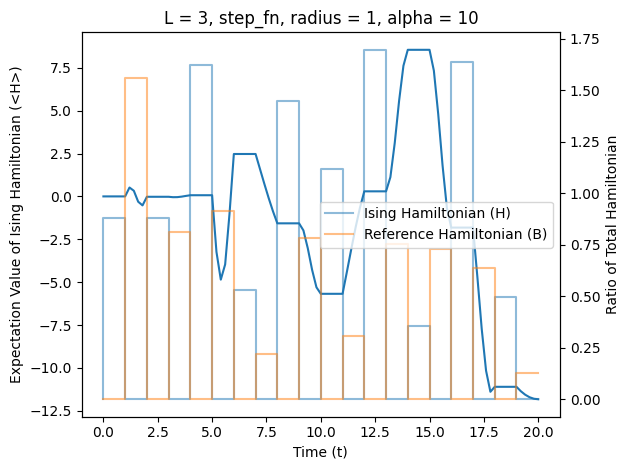 L = 3, step_fn, radius = 1, alpha = 10
Expectation Value of Ising Hamiltonian (<H>)
7.5
5.0
2.5
0.0
−2.5
−5.0
−7.5
−10.0
−12.5
Ising Hamiltonian (H)
Reference Hamiltonian (B)
1.75
1.50
1.25
1.00
0.75
0.50
0.25
0.00
Ratio of Total Hamiltonian
0.0 2.5 5.0 7.5 10.0 12.5 15.0 17.5 20.0
Time (t)